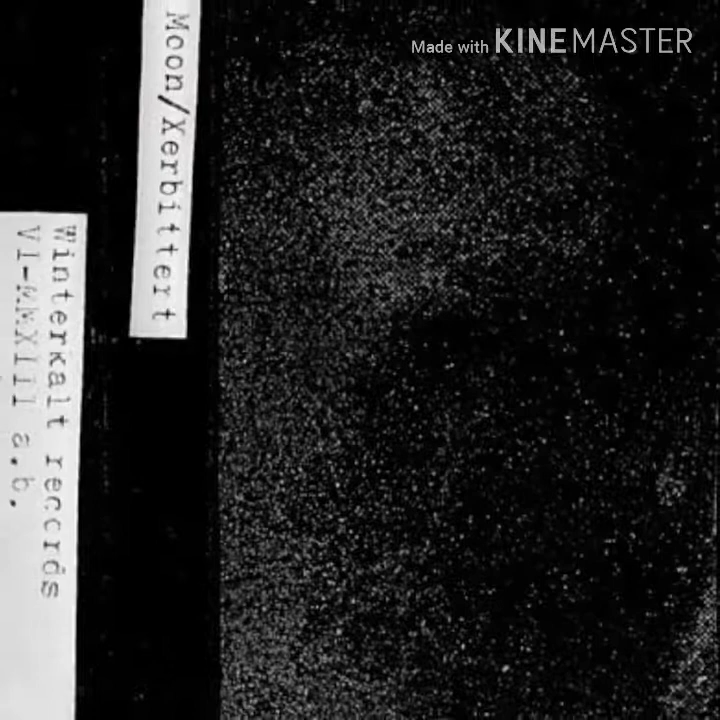 Made with KINEMASTER
Moon/Xerbittert
Winterkalt records
VI-MMXIII a.b.